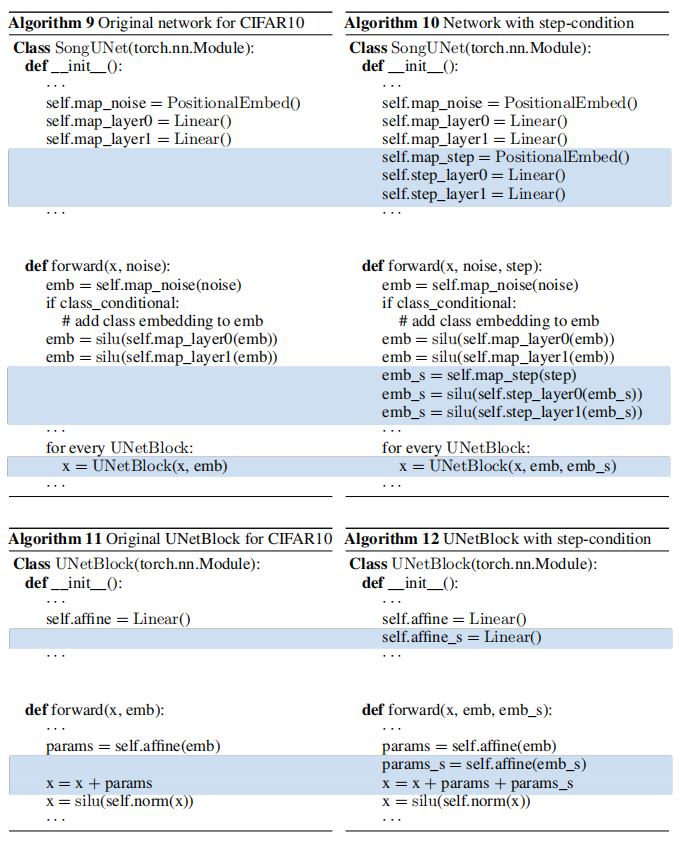 Algorithm 9 Original network for CIFAR10
Class SongUNet(torch.nn.Module):
def __init__():
...
self.map_noise = PositionalEmbed()
self.map_layer0 = Linear()
self.map_layer1 = Linear()
...
def forward(x, noise):
emb = self.map_noise(noise)
if class_conditional:
# add class embedding to emb
emb = silu(self.map_layer0(emb))
emb = silu(self.map_layer1(emb))
...
for every UNetBlock:
x = UNetBlock(x, emb)
...
Algorithm 10 Network with step-condition
Class SongUNet(torch.nn.Module):
def __init__():
...
self.map_noise = PositionalEmbed()
self.map_layer0 = Linear()
self.map_layer1 = Linear()
self.map_step = PositionalEmbed()
self.step_layer0 = Linear()
self.step_layer1 = Linear()
...
def forward(x, noise, step):
emb = self.map_noise(noise)
if class_conditional:
# add class embedding to emb
emb = silu(self.map_layer0(emb))
emb = silu(self.map_layer1(emb))
emb_s = self.map_step(step)
emb_s = silu(self.step_layer0(emb_s))
emb_s = silu(self.step_layer1(emb_s))
...
for every UNetBlock:
x = UNetBlock(x, emb, emb_s)
...
Algorithm 11 Original UNetBlock for CIFAR10
Class UNetBlock(torch.nn.Module):
def __init__():
...
self.affine = Linear()
...
def forward(x, emb):
...
params = self.affine(emb)
x = x + params
x = silu(self.norm(x))
...
Algorithm 12 UNetBlock with step-condition
Class UNetBlock(torch.nn.Module):
def __init__():
...
self.affine = Linear()
self.affine_s = Linear()
...
def forward(x, emb, emb_s):
...
params = self.affine(emb)
params_s = self.affine(emb_s)
x = x + params + params_s
x = silu(self.norm(x))
...